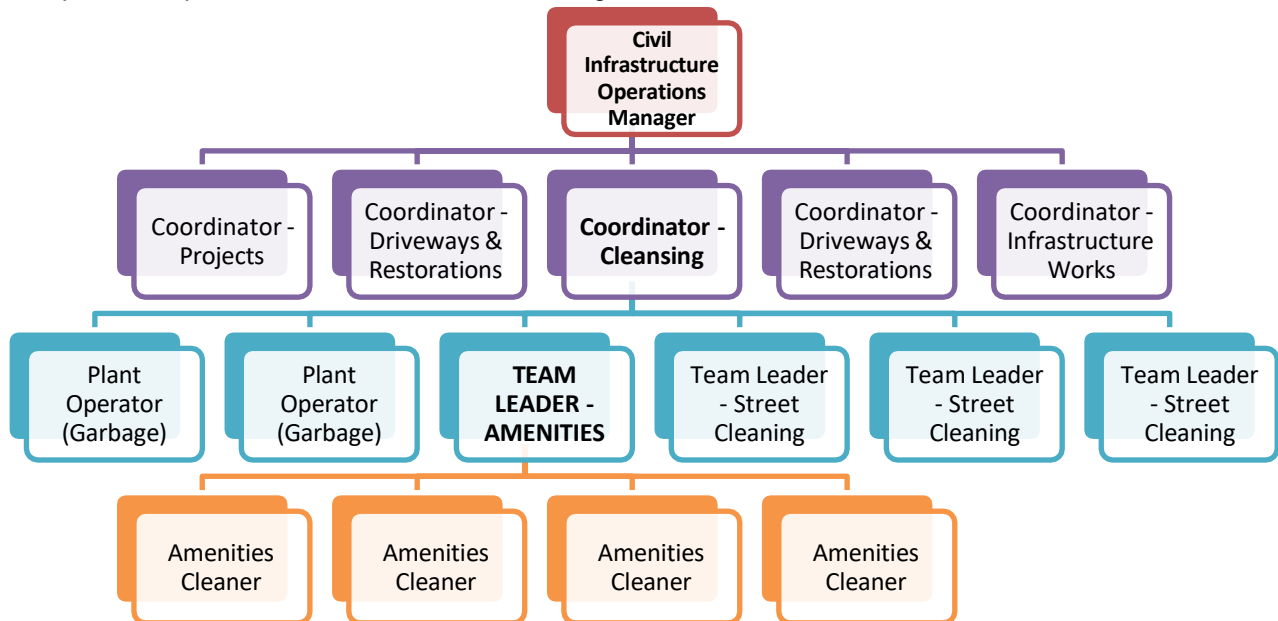 Civil
Infrastructure
Operations
Manager
Coordinator -
Projects
Coordinator -
Driveways &
Restorations
Coordinator -
Cleansing
Coordinator -
Driveways &
Restorations
Coordinator -
Infrastructure
Works
Plant
Operator
(Garbage)
Plant
Operator
(Garbage)
TEAM
LEADER -
AMENITIES
Team Leader
- Street
Cleaning
Team Leader
- Street
Cleaning
Team Leader
- Street
Cleaning
Amenities
Cleaner
Amenities
Cleaner
Amenities
Cleaner
Amenities
Cleaner